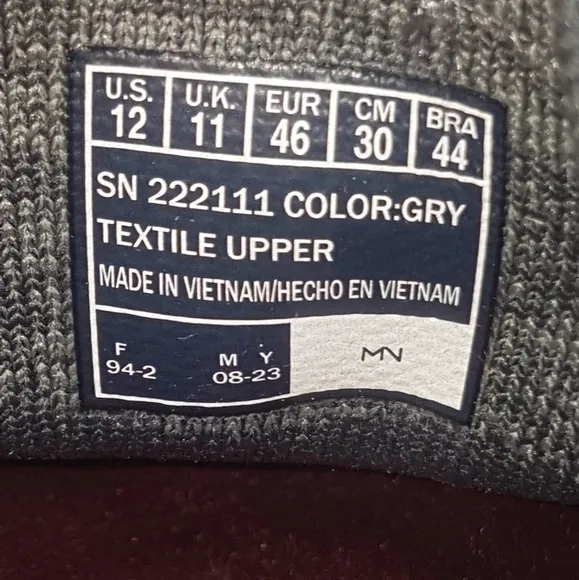 U.S. U.K. EUR CM BRA
12 11 46 30 44
SN 222111 COLOR:GRY
TEXTILE UPPER
MADE IN VIETNAM/HECHO EN VIETNAM
F M Y MN
94-2 08-23